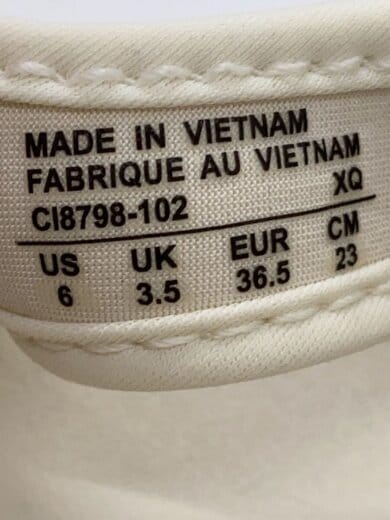 MADE IN VIETNAM
FABRIQUE AU VIETNAM
CI8798-102 XQ
US UK EUR CM
6 3.5 36.5 23